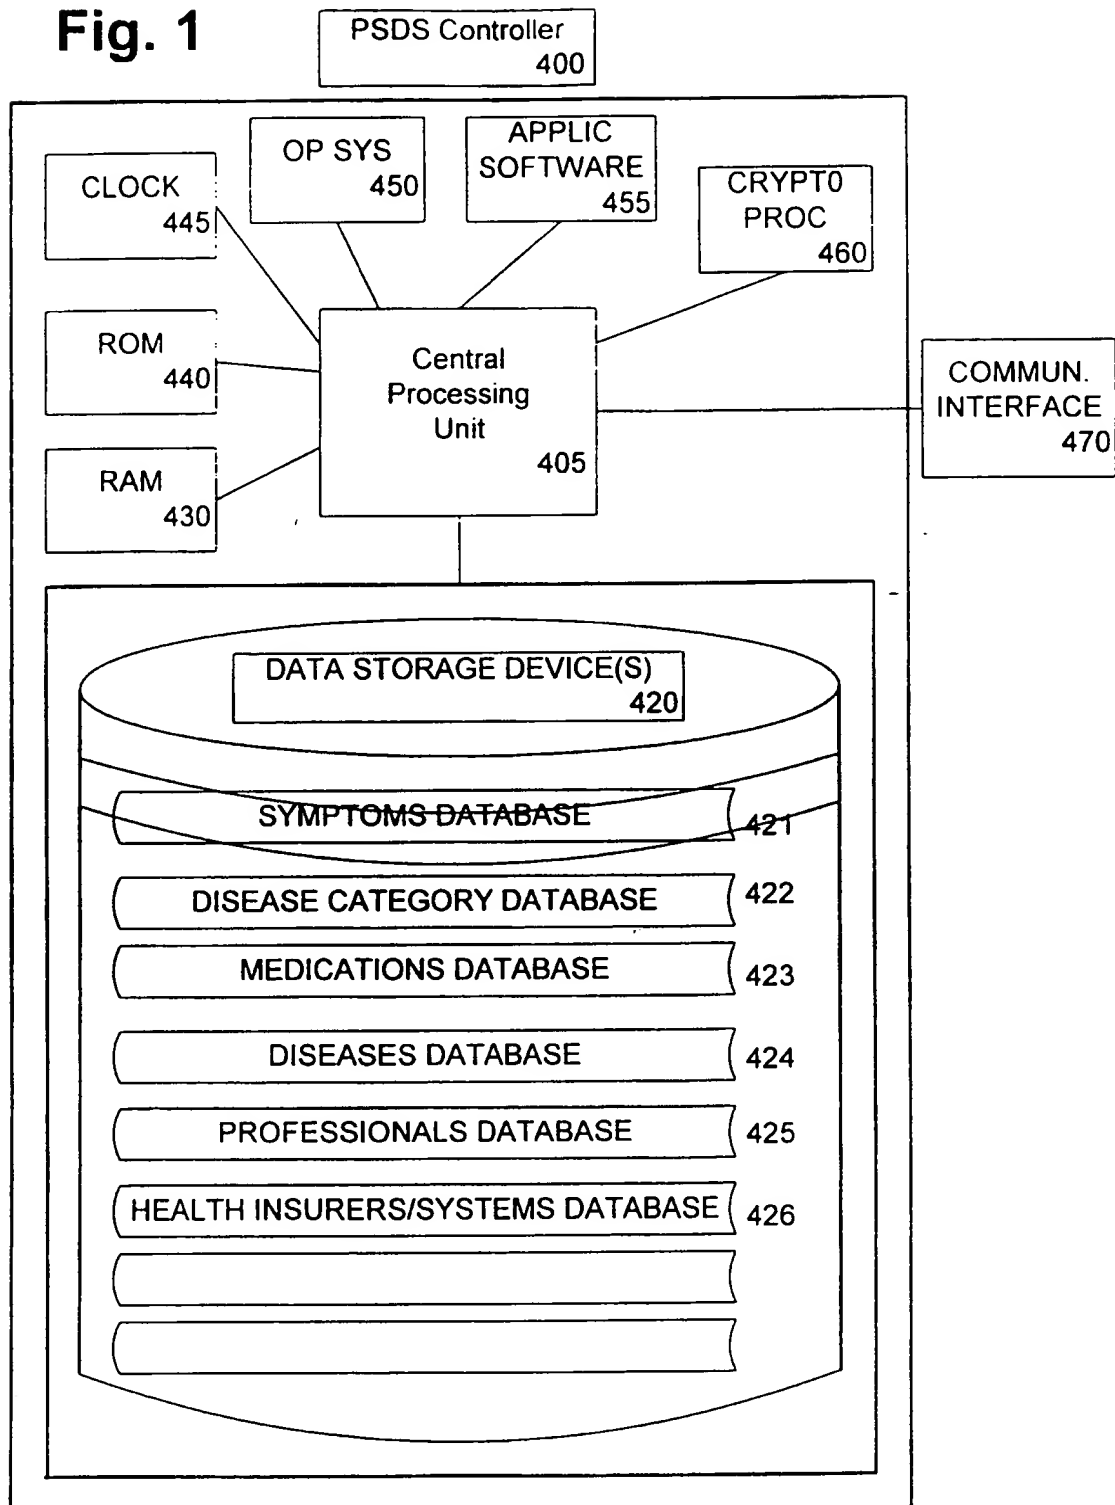 Fig. 1
PSDS Controller
400
CLOCK
445
OP SYS
450
APPLIC
SOFTWARE
455
CRYPT0
PROC
460
ROM
440
Central
Processing
Unit
405
COMMUN.
INTERFACE
470
RAM
430
DATA STORAGE DEVICE(S)
420
SYMPTOMS DATABASE
421
DISEASE CATEGORY DATABASE
422
MEDICATIONS DATABASE
423
DISEASES DATABASE
424
PROFESSIONALS DATABASE
425
HEALTH INSURERS/SYSTEMS DATABASE
426